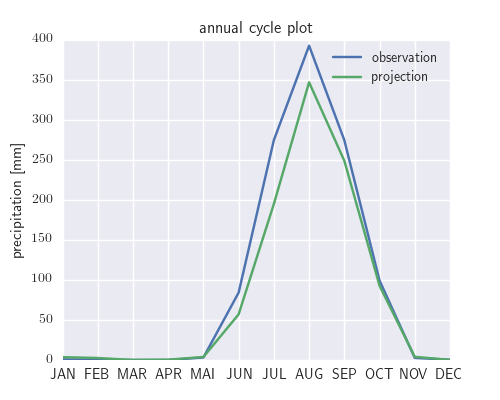 annual cycle plot
400
350
300
250
200
150
100
50
0
precipitation [mm]
observation
projection
JAN FEB MAR APR MAI JUN JUL AUG SEP OCT NOV DEC